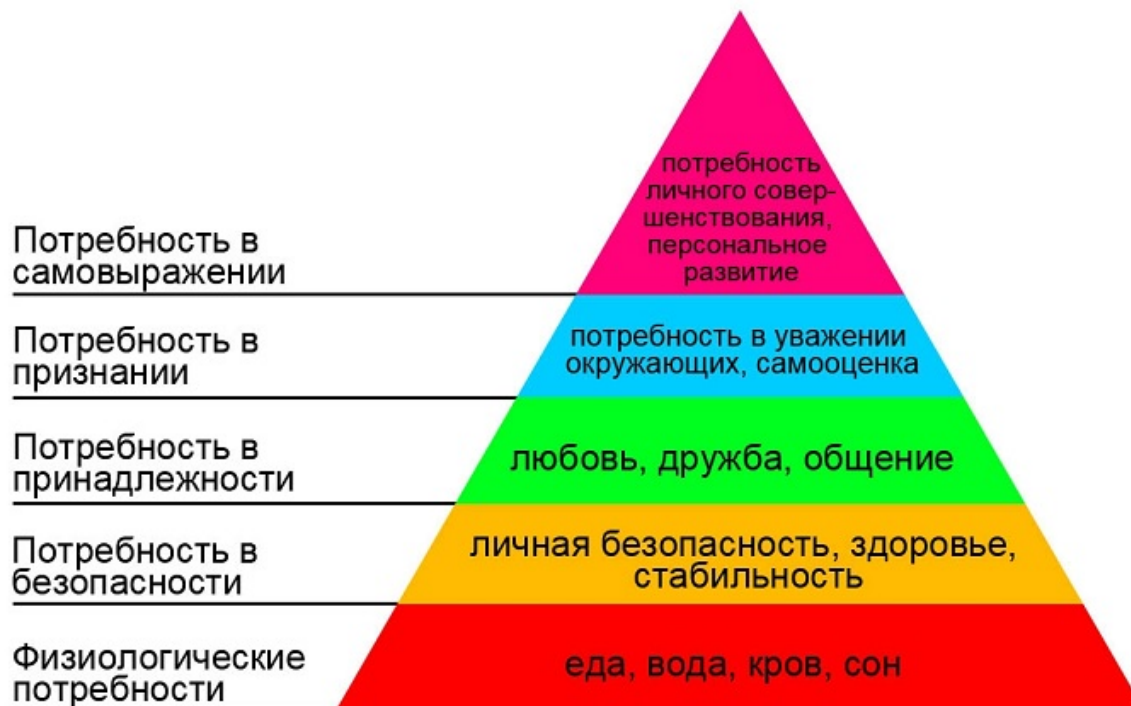 потребность
личного совер-
шенствования,
персональное
развитие
Потребность в
самовыражении
потребность в уважении
окружающих, самооценка
Потребность в
признании
любовь, дружба, общение
Потребность в
принадлежности
личная безопасность, здоровье,
стабильность
Потребность в
безопасности
еда, вода, кров, сон
Физиологические
потребности